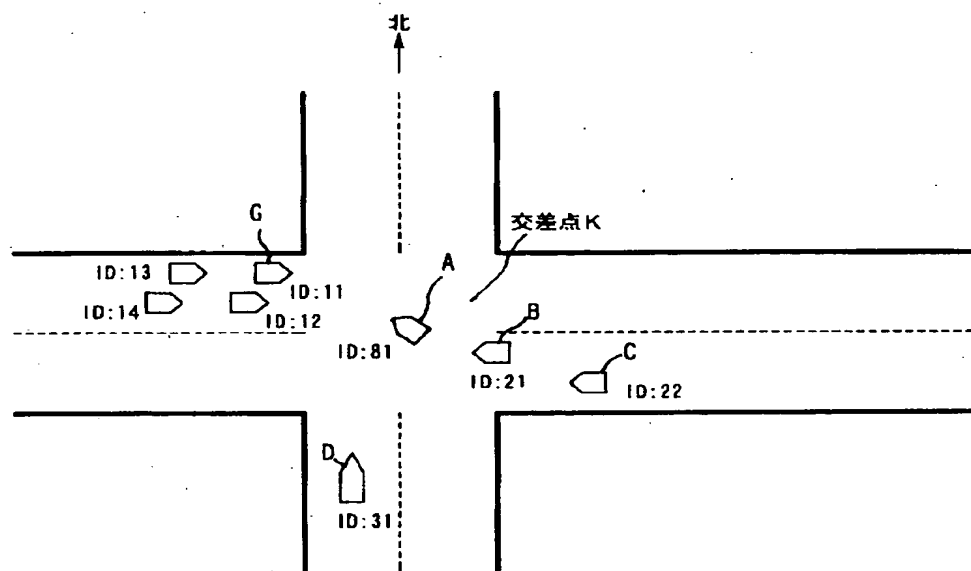 北
G
交差点K
A
ID:13
ID:11
ID:14
ID:12
B
ID:81
C
ID:21
ID:22
D
ID:31